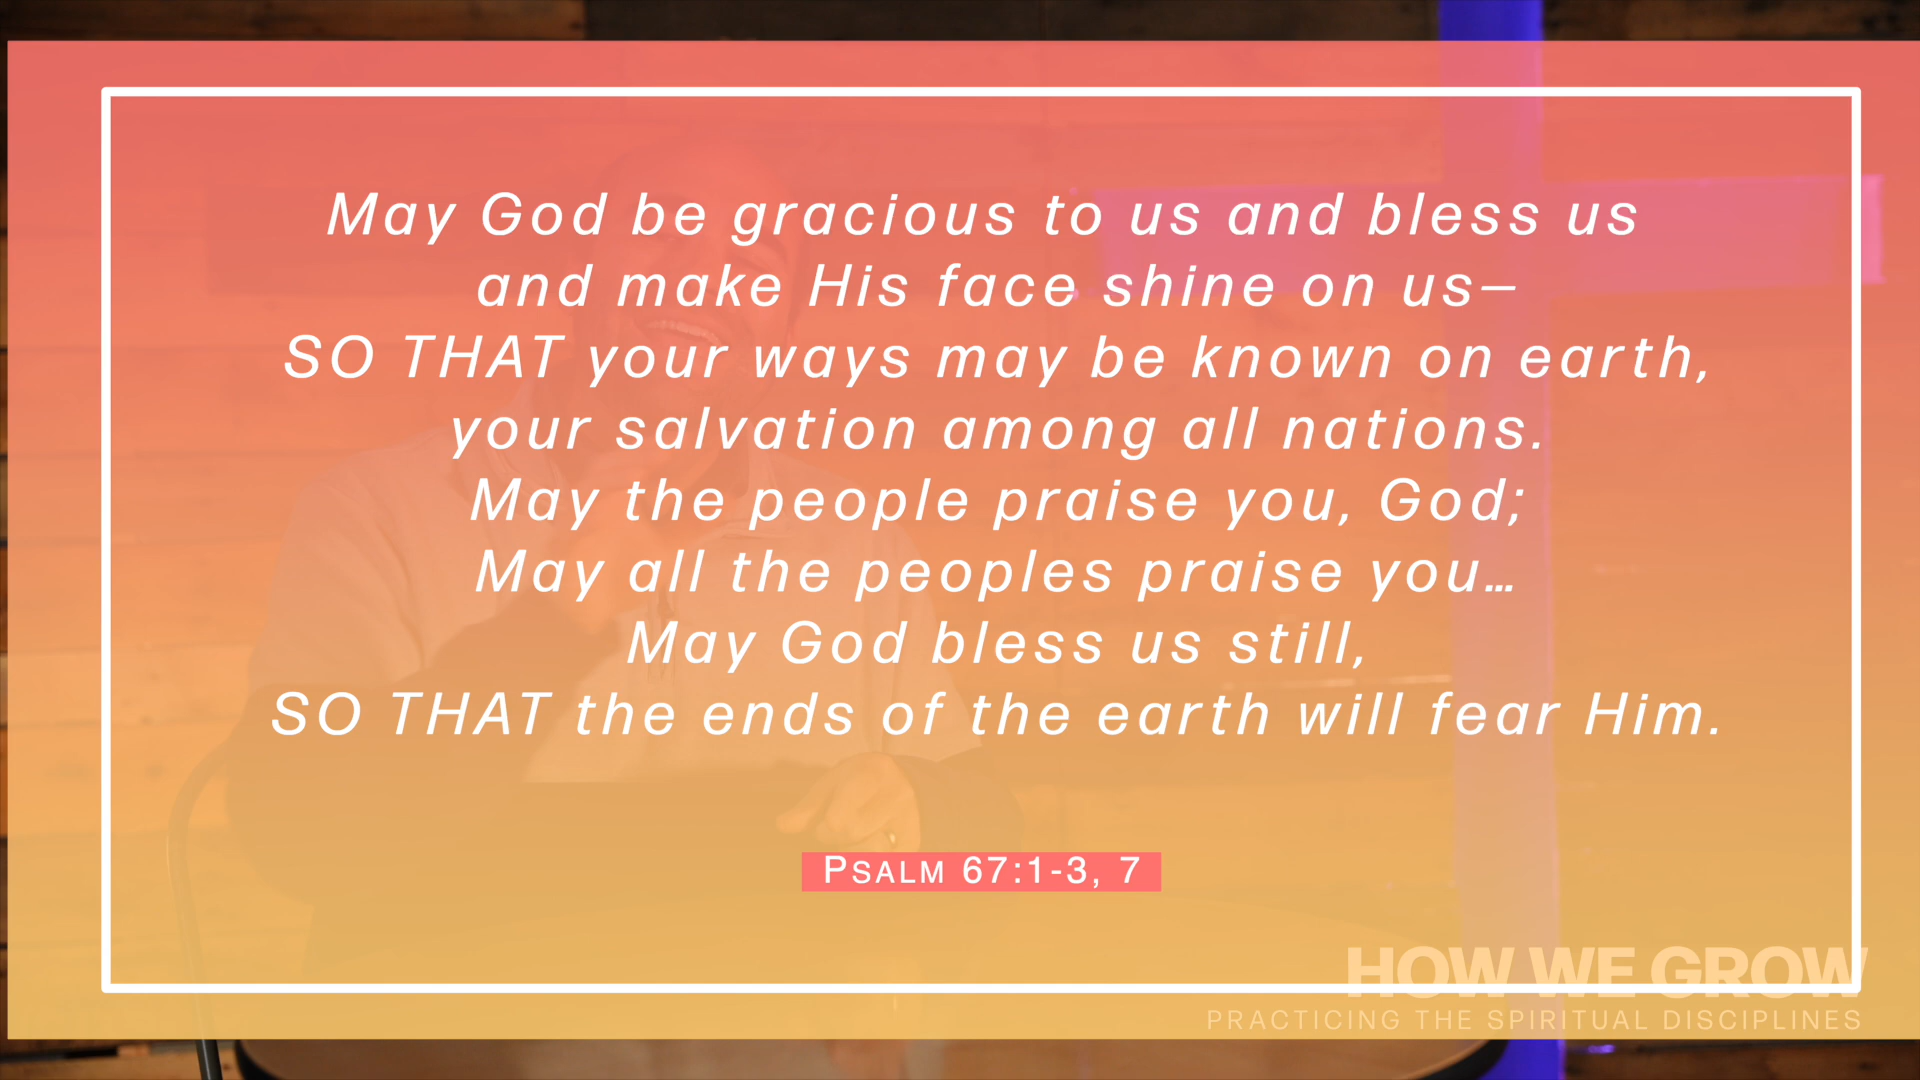 May God be gracious to us and bless us
and make His face shine on us—
SO THAT your ways may be known on earth,
your salvation among all nations.
May the people praise you, God;
May all the peoples praise you…
May God bless us still,
SO THAT the ends of the earth will fear Him.
PSALM 67:1-3, 7
HOW WE GROW
PRACTICING THE SPIRITUAL DISCIPLINES